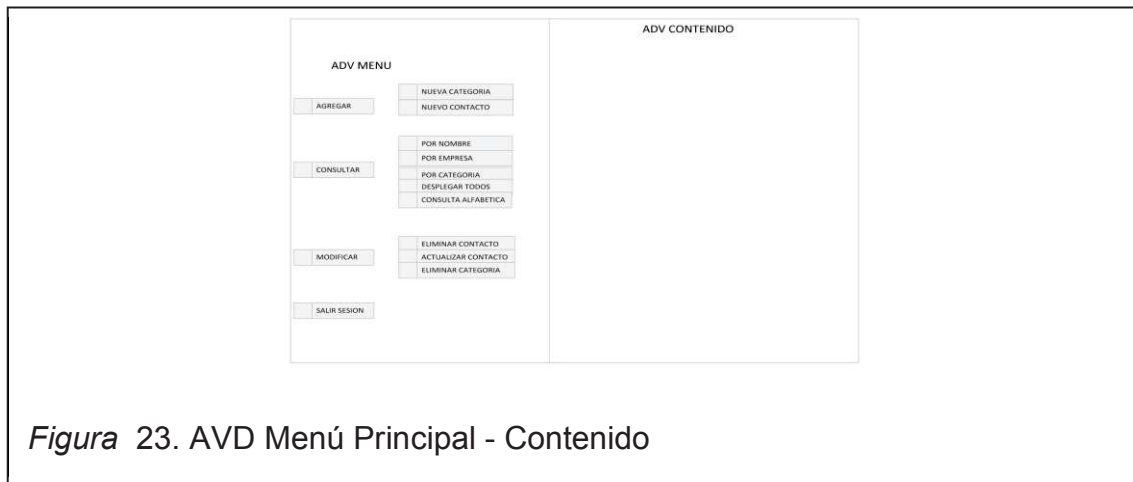 ADV CONTENIDO
ADV MENU
AGREGAR
NUEVA CATEGORIA
NUEVO CONTACTO
CONSULTAR
POR NOMBRE
POR EMPRESA
POR CATEGORIA
DESPLEGAR TODOS
CONSULTA ALFABETICA
MODIFICAR
ELIMINAR CONTACTO
ACTUALIZAR CONTACTO
ELIMINAR CATEGORIA
SALIR SESION
Figura 23. AVD Menú Principal - Contenido